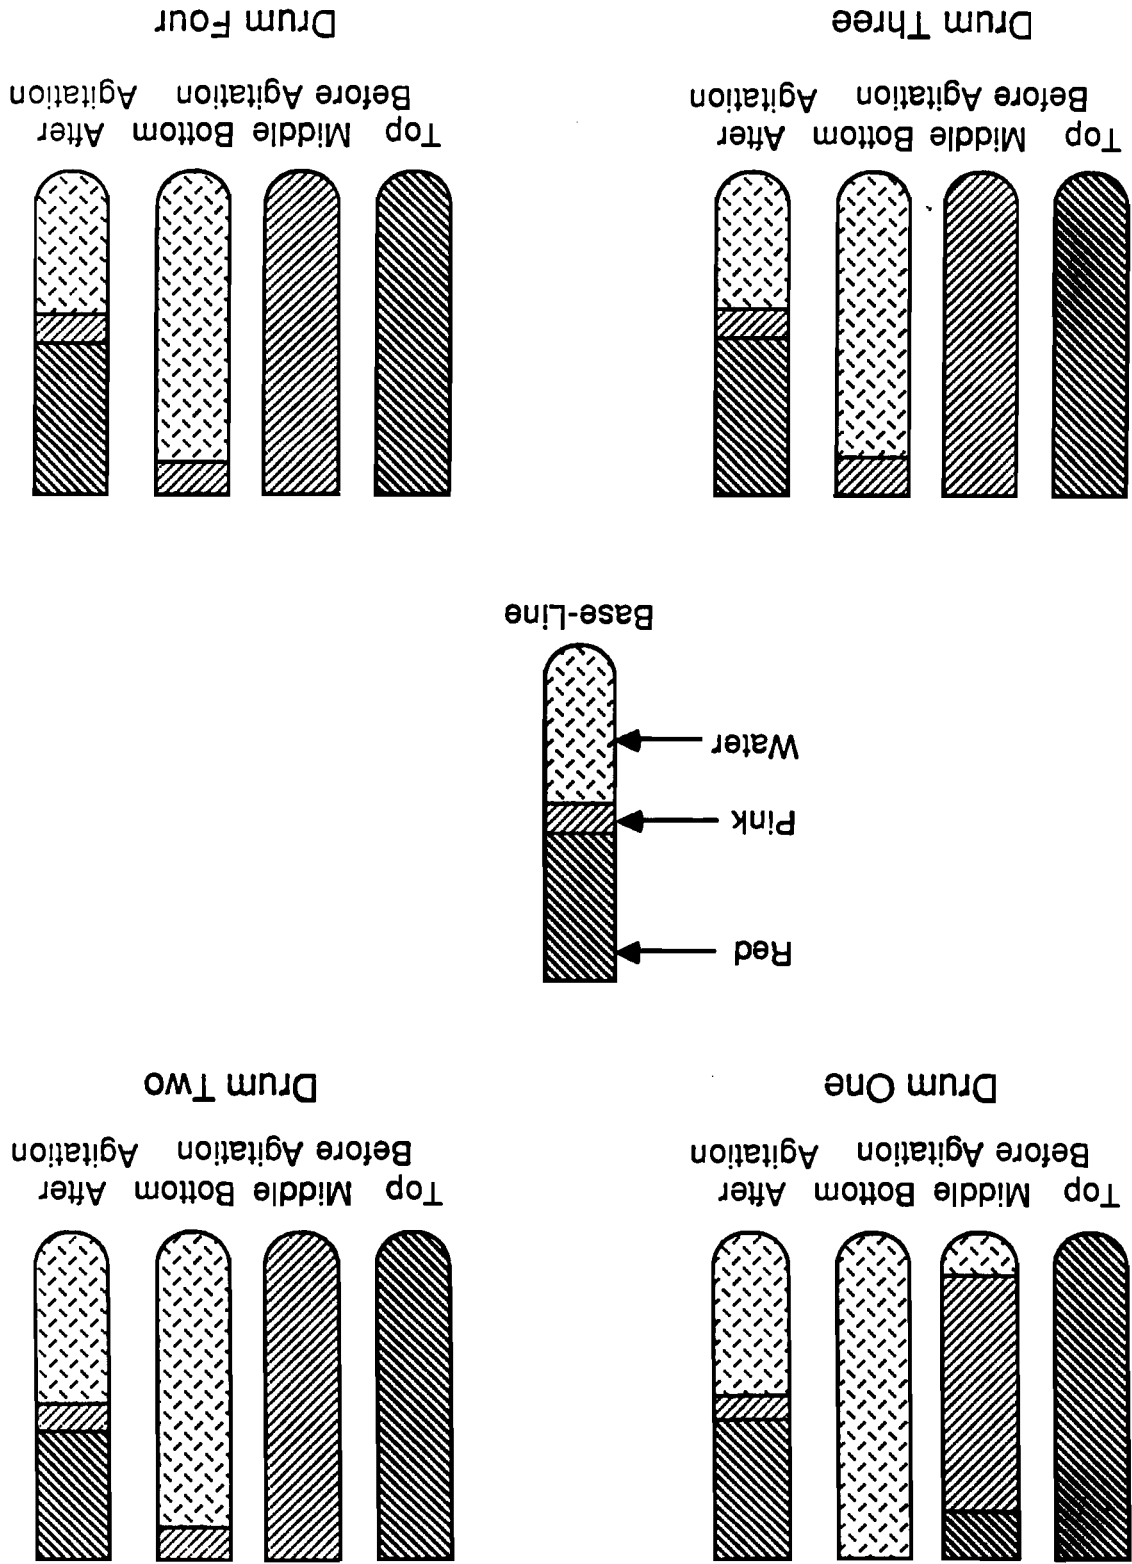 Top Middle Bottom After
Before Agitation Agitation
Drum One
Top Middle Bottom After
Before Agitation Agitation
Drum Two
Red
Pink
Water
Base-Line
Top Middle Bottom After
Before Agitation Agitation
Drum Three
Top Middle Bottom After
Before Agitation Agitation
Drum Four